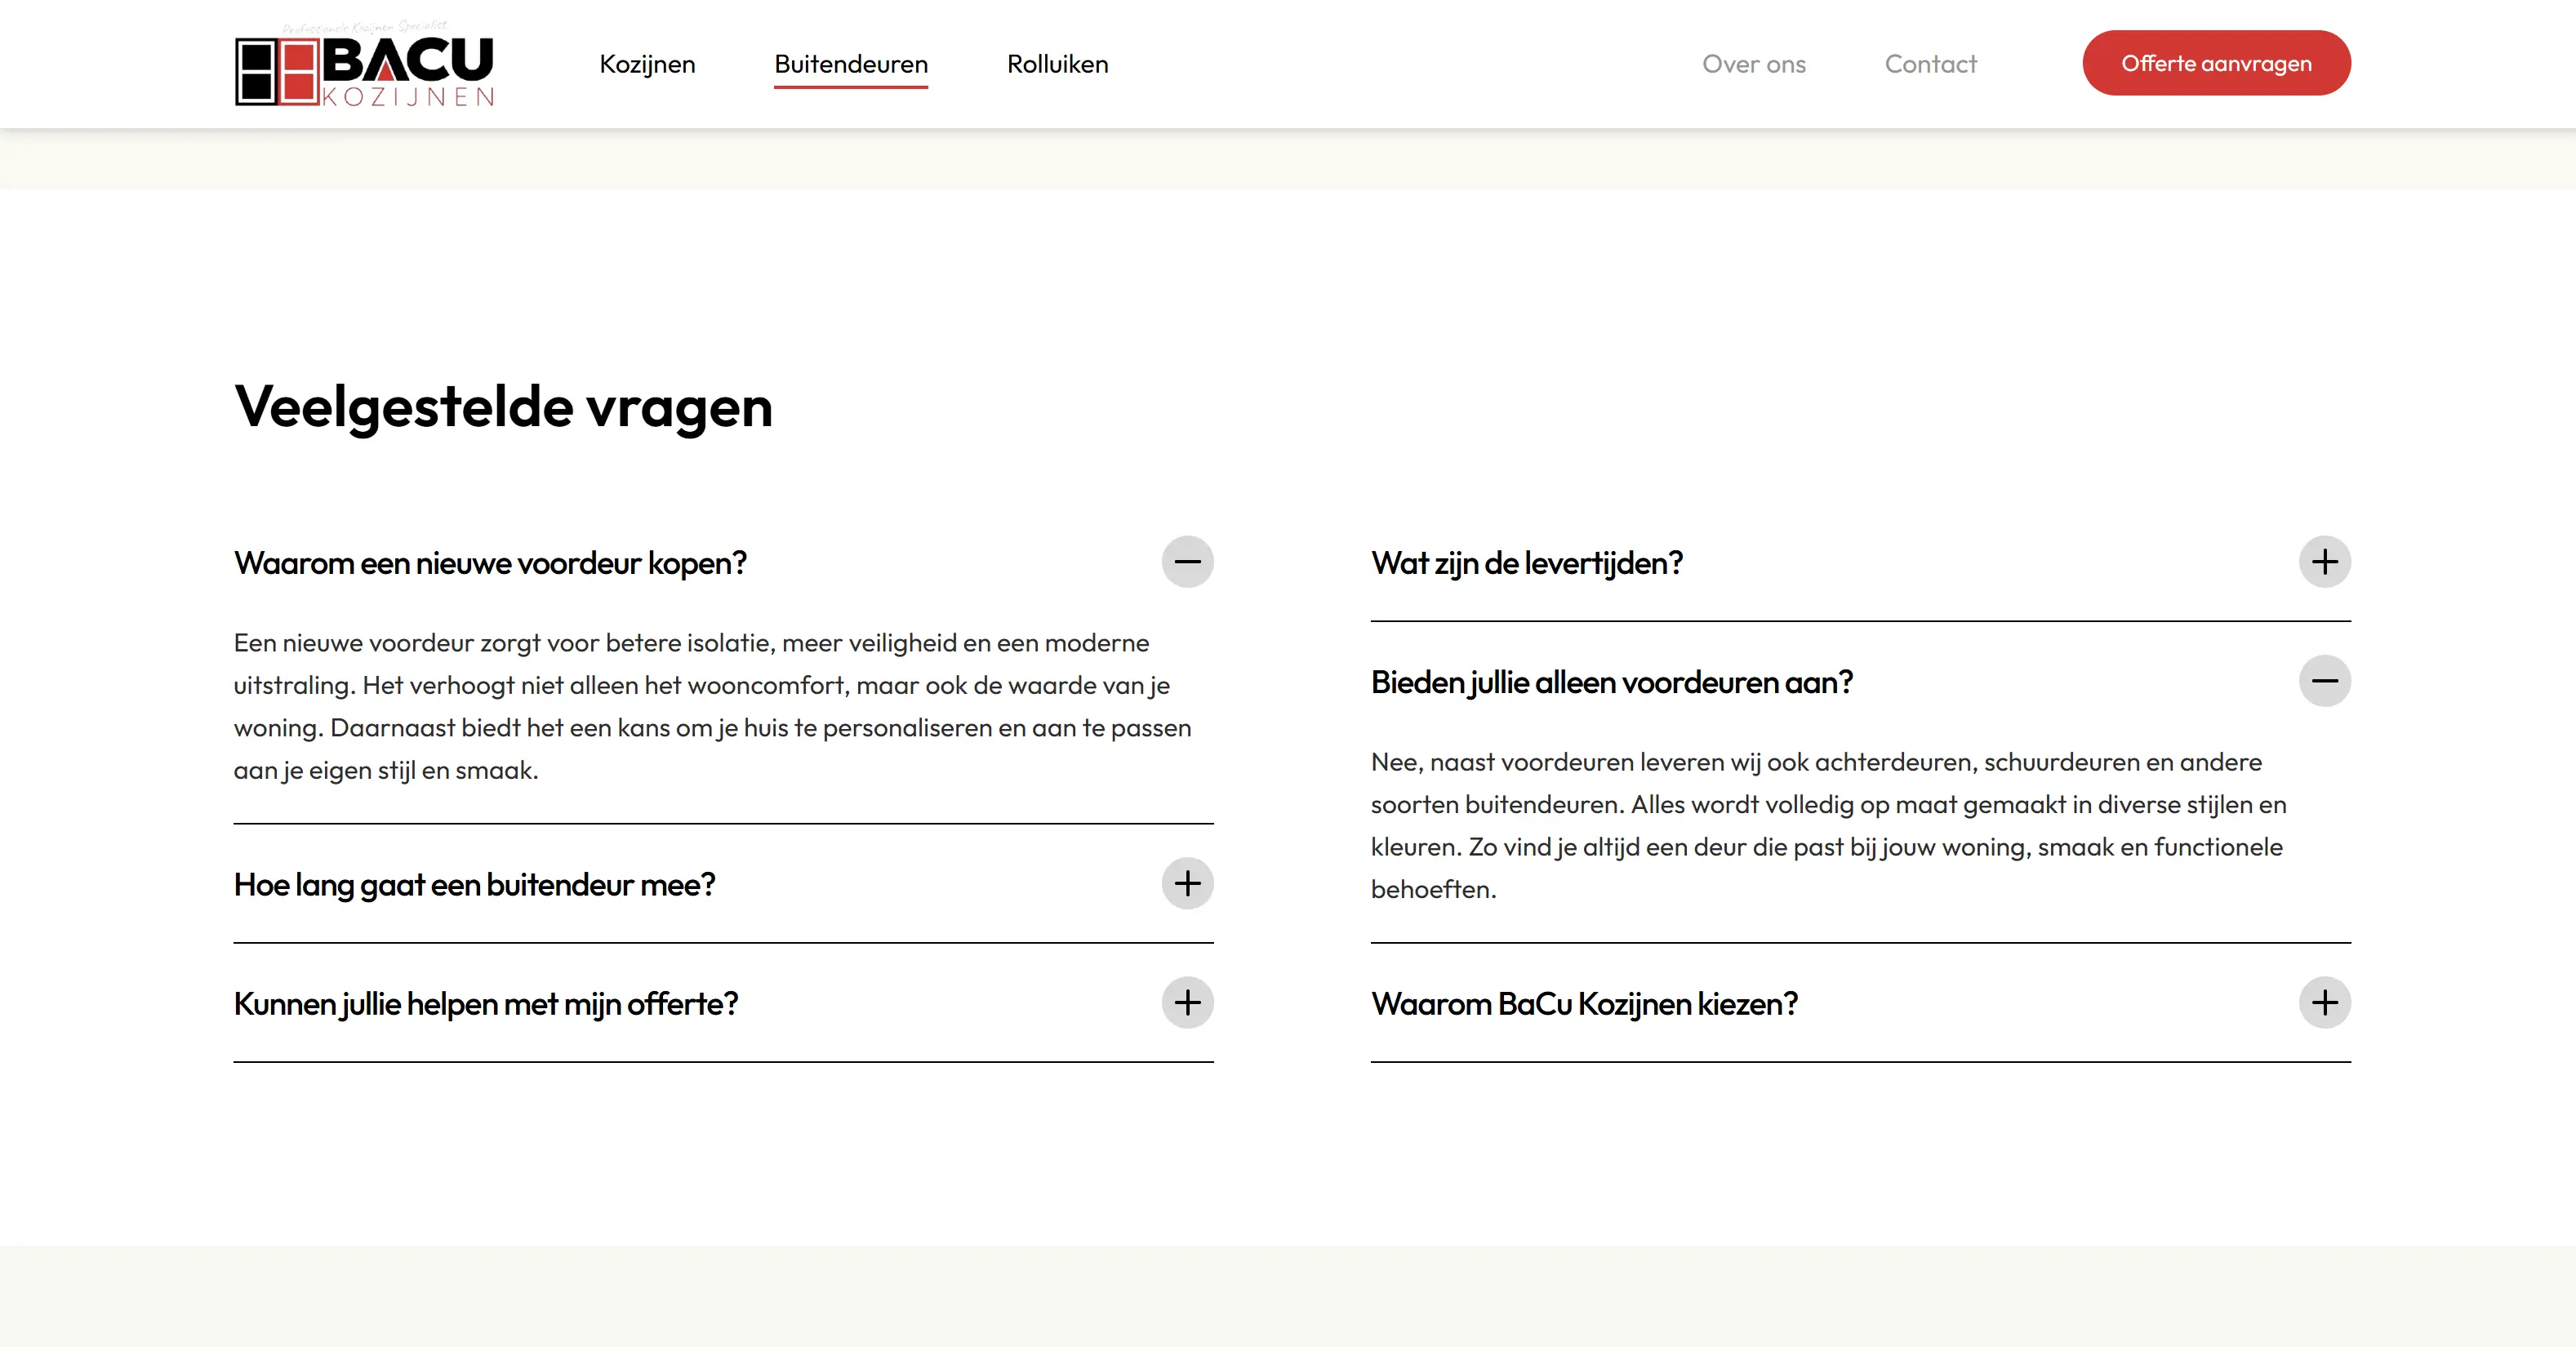 Professionele Kozijnen Specialist
BACU
KOZIJNEN
Kozijnen
Buitendeuren
Rolluiken
Over ons
Contact
Offerte aanvragen
Veelgestelde vragen
Waarom een nieuwe voordeur kopen?
Een nieuwe voordeur zorgt voor betere isolatie, meer veiligheid en een moderne
uitstraling. Het verhoogt niet alleen het wooncomfort, maar ook de waarde van je
woning. Daarnaast biedt het een kans om je huis te personaliseren en aan te passen
aan je eigen stijl en smaak.
Hoe lang gaat een buitendeur mee?
Kunnen jullie helpen met mijn offerte?
Wat zijn de levertijden?
Bieden jullie alleen voordeuren aan?
Nee, naast voordeuren leveren wij ook achterdeuren, schuurdeuren en andere
soorten buitendeuren. Alles wordt volledig op maat gemaakt in diverse stijlen en
kleuren. Zo vind je altijd een deur die past bij jouw woning, smaak en functionele
behoeften.
Waarom BaCu Kozijnen kiezen?